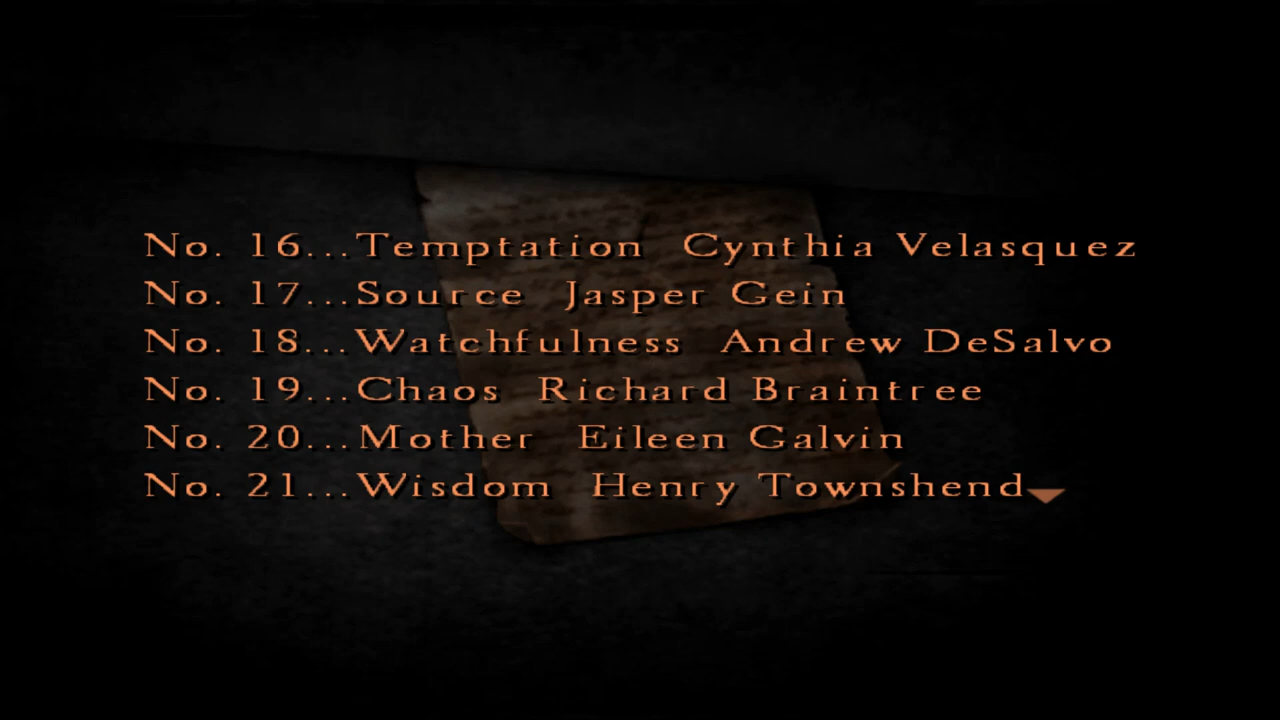 No. 16...Temptation Cynthia Velasquez
No. 17...Source Jasper Gein
No. 18...Watchfulness Andrew DeSalvo
No. 19...Chaos Richard Braintree
No. 20...Mother Eileen Galvin
No. 21...Wisdom Henry Townshend